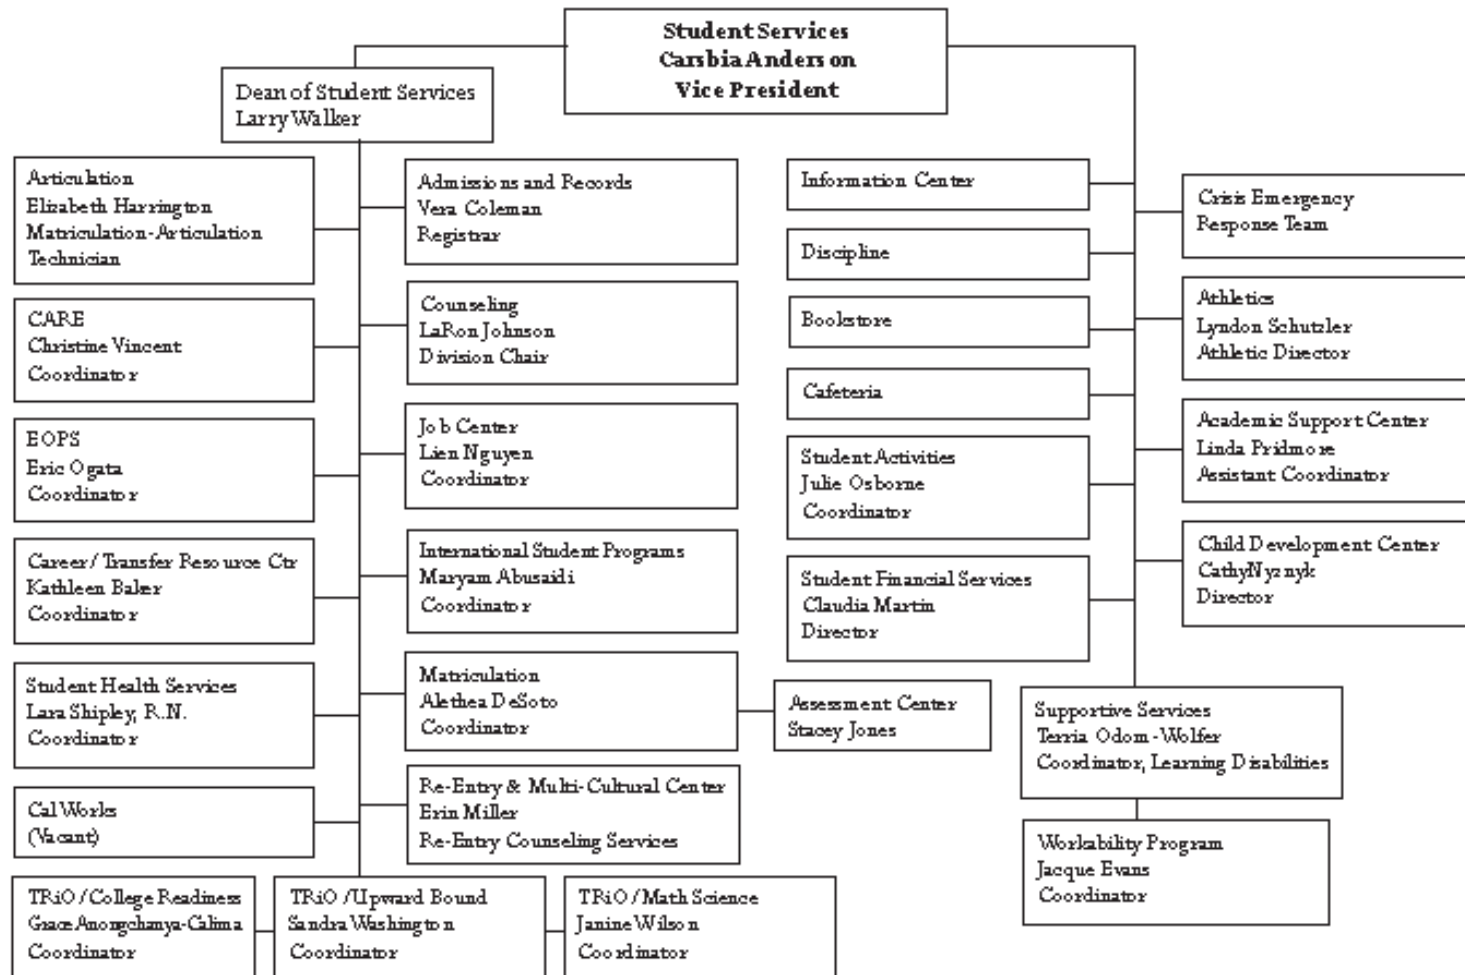 Student Services
Carsbia Anderson
Vice President
Dean of Student Services
Larry Walker
Articulation
Elizabeth Harrington
Matriculation-Articulation
Technician
CARE
Christine Vincent
Coordinator
EOPS
Eric Ogata
Coordinator
Career/ Transfer Resource Ctr
Kathleen Baker
Coordinator
Student Health Services
Lara Shipley, R.N.
Coordinator
Cal Works
(Vacant)
Admissions and Records
Vera Coleman
Registrar
Counseling
LaRon Johnson
Division Chair
Job Center
Lien Nguyen
Coordinator
International Student Programs
Maryam Abusaidi
Coordinator
Matriculation
Alethea DeSoto
Coordinator
Assessment Center
Stacey Jones
Re-Entry & Multi-Cultural Center
Erin Miller
Re-Entry Counseling Services
TRiO/College Readiness
Grace Anongchanya-Calima
Coordinator
TRiO/Upward Bound
Sandra Washington
Coordinator
TRiO/Math Science
Janine Wilson
Coordinator
Information Center
Discipline
Bookstore
Cafeteria
Student Activities
Julie Osborne
Coordinator
Student Financial Services
Claudia Martin
Director
Crisis Emergency
Response Team
Athletics
Lyndon Schutzler
Athletic Director
Academic Support Center
Linda Pridmore
Assistant Coordinator
Child Development Center
CathyNyznyk
Director
Supportive Services
Terria Odom-Wolfer
Coordinator, Learning Disabilities
Workability Program
Jacque Evans
Coordinator